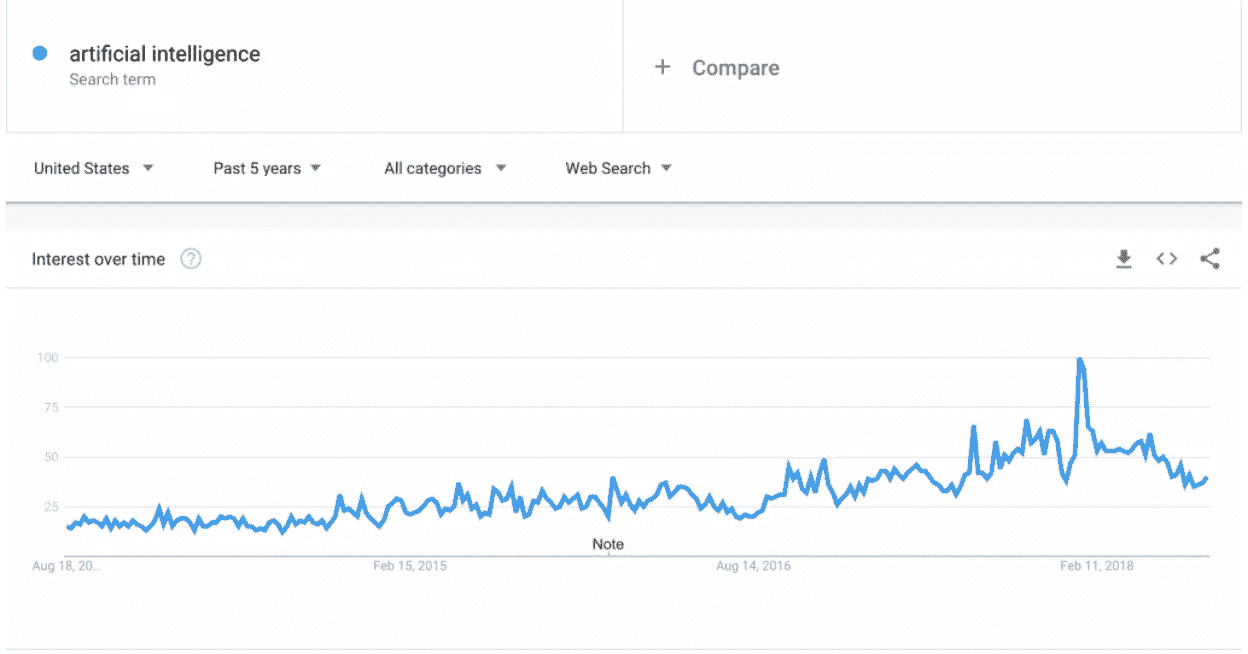 artificial intelligence
Search term
+ Compare
United States
Past 5 years
All categories
Web Search
Interest over time ?
100
75
50
25
Note
Aug 18, 20...
Feb 15, 2015
Aug 14, 2016
Feb 11, 2018